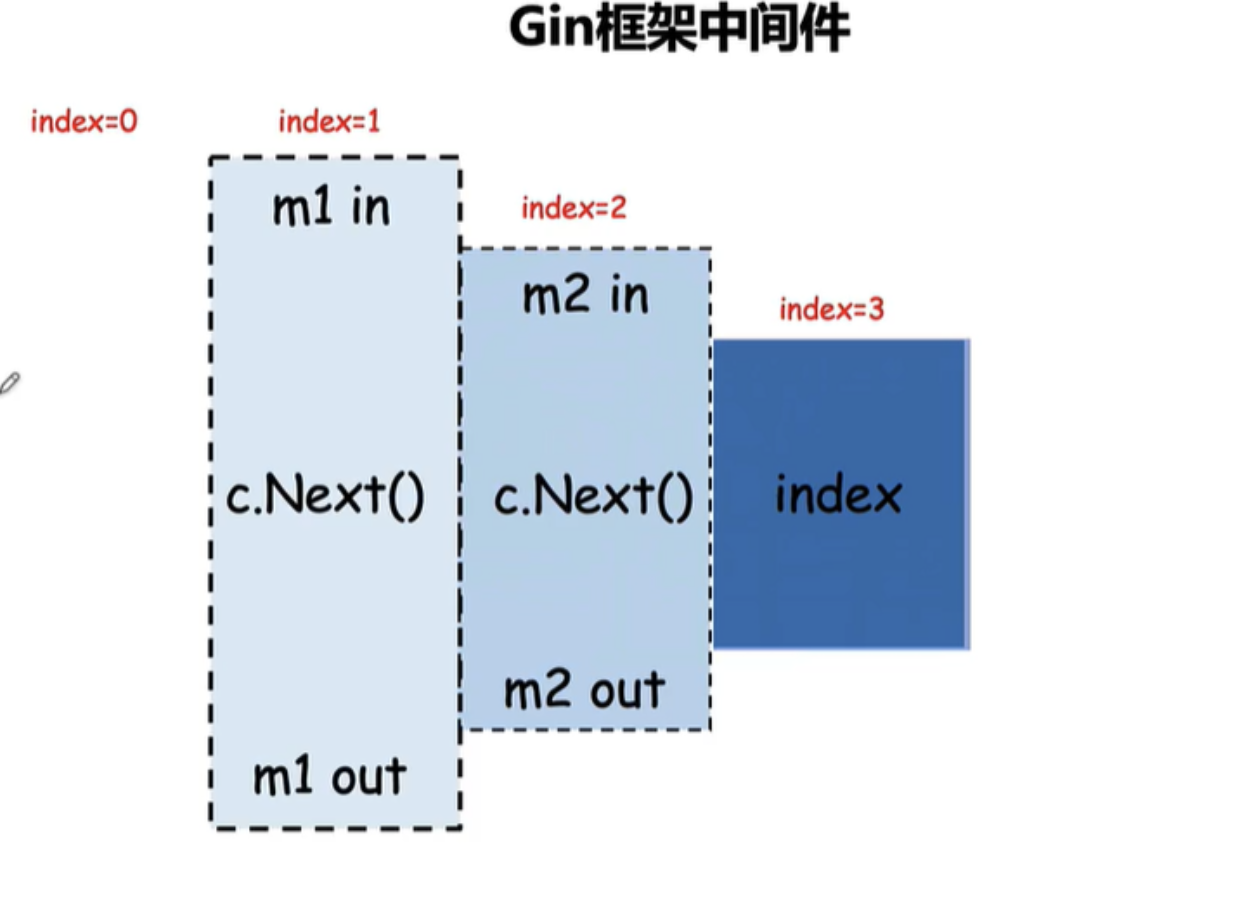 Gin框架中间件
index=0
index=1
m1 in
index=2
m2 in
index=3
c.Next()
c.Next()
index
m2 out
m1 out